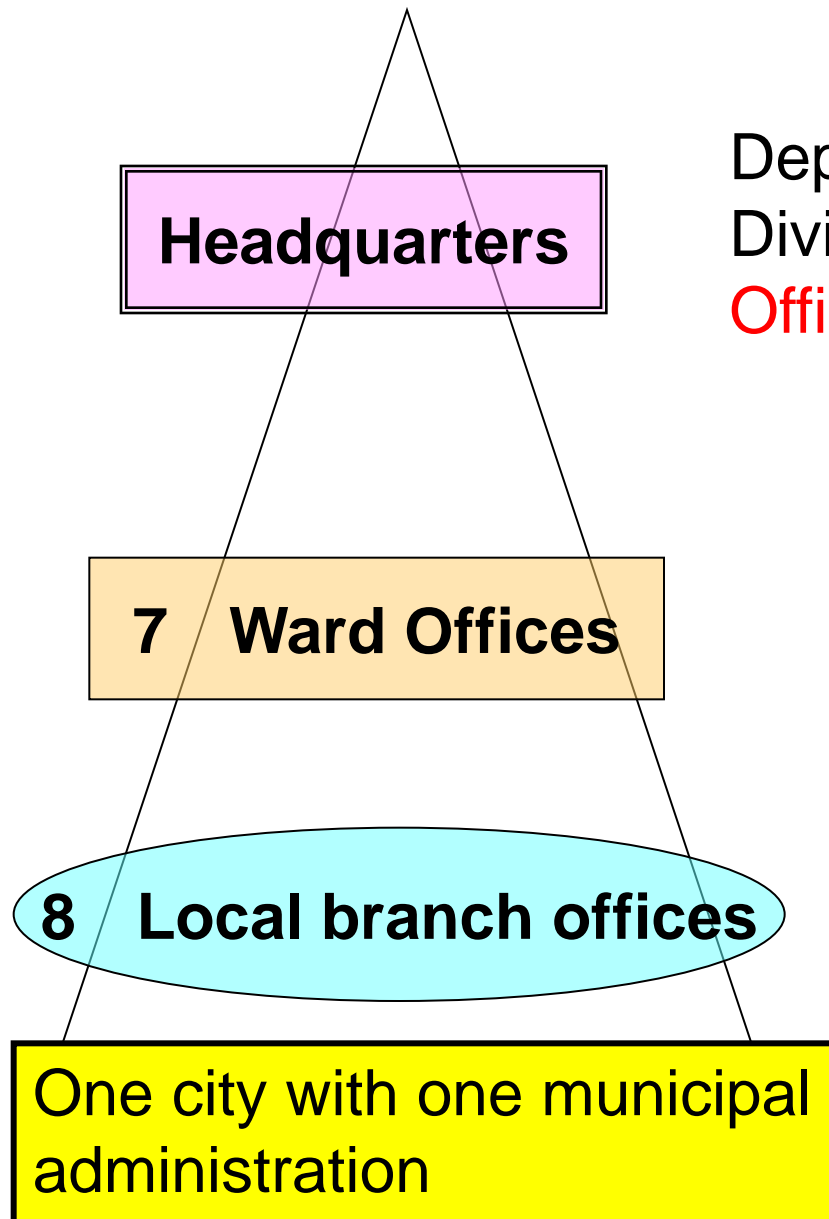 Headquarters
7 Ward Offices
8 Local branch offices
One city with one municipal
administration